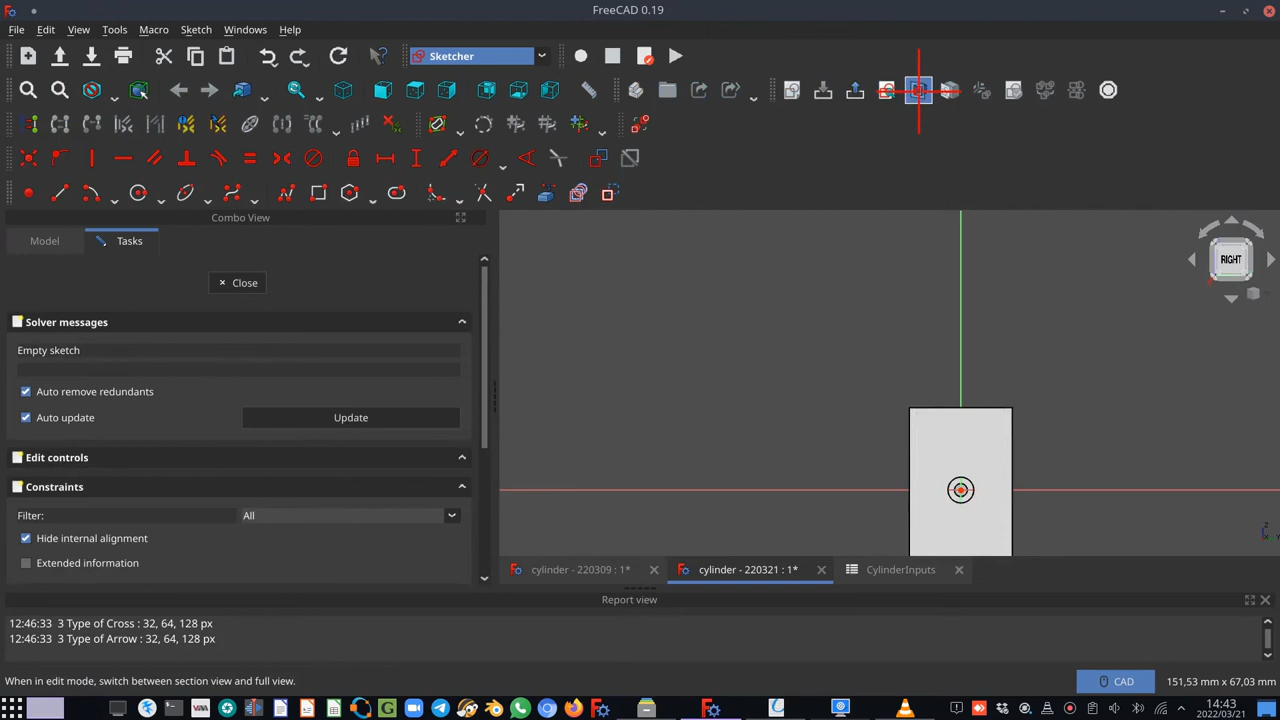 FreeCAD 0.19
File Edit View Tools Macro Sketch Windows Help
Sketcher
Combo View
Model Tasks
Close
Solver messages
Empty sketch
Auto remove redundants
Auto update Update
Edit controls
Constraints
Filter: All
Hide internal alignment
Extended information
RIGHT
cylinder - 220309 : 1* cylinder - 220321 : 1* CylinderInputs
Report view
12:46:33 3 Type of Cross : 32, 64, 128 px
12:46:33 3 Type of Arrow : 32, 64, 128 px
When in edit mode, switch between section view and full view. CAD 151,53 mm x 67,03 mm
14:43
2022/03/21